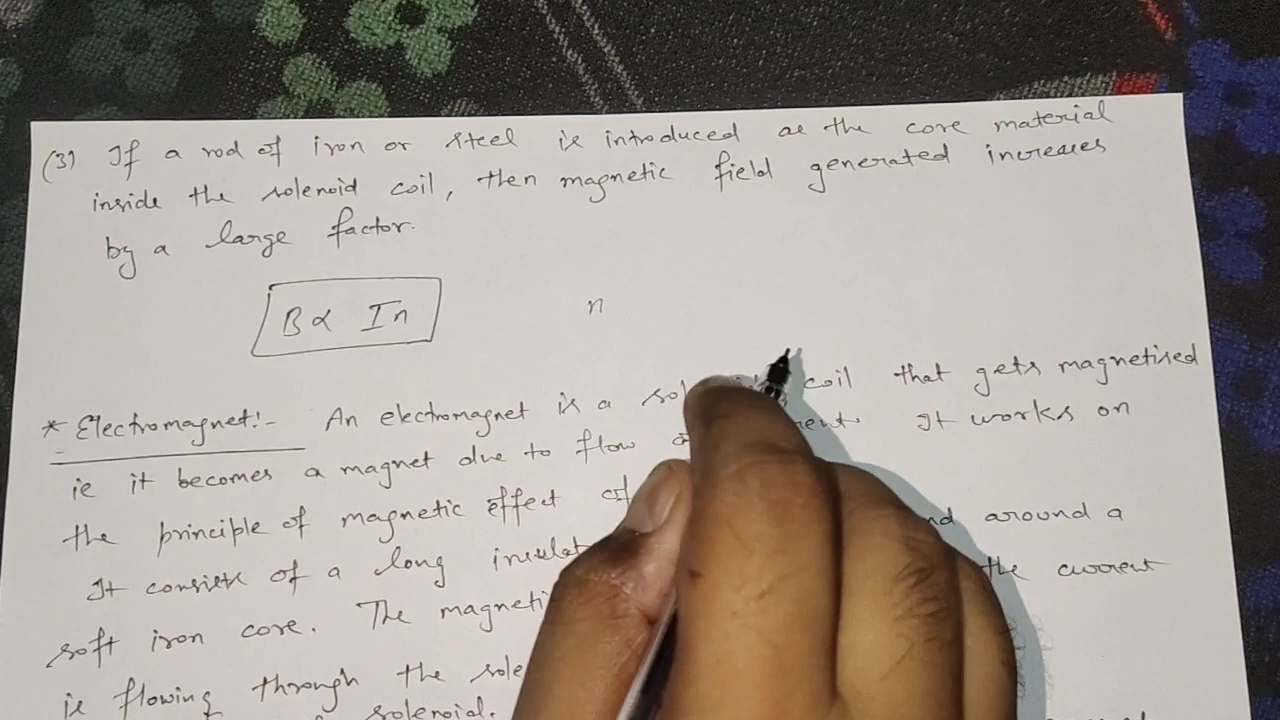 (3) If a rod of iron or steel is introduced as the core material
inside the solenoid coil, then magnetic field generated increases
by a large factor.
B ∝ In
n
* Electromagnet:- An electromagnet is a coil that gets magnetised
ie it becomes a magnet due to flow It works on
the principle of magnetic effect of
It consists of a long around a
soft iron core. The the current
is flowing through the
solenoid.